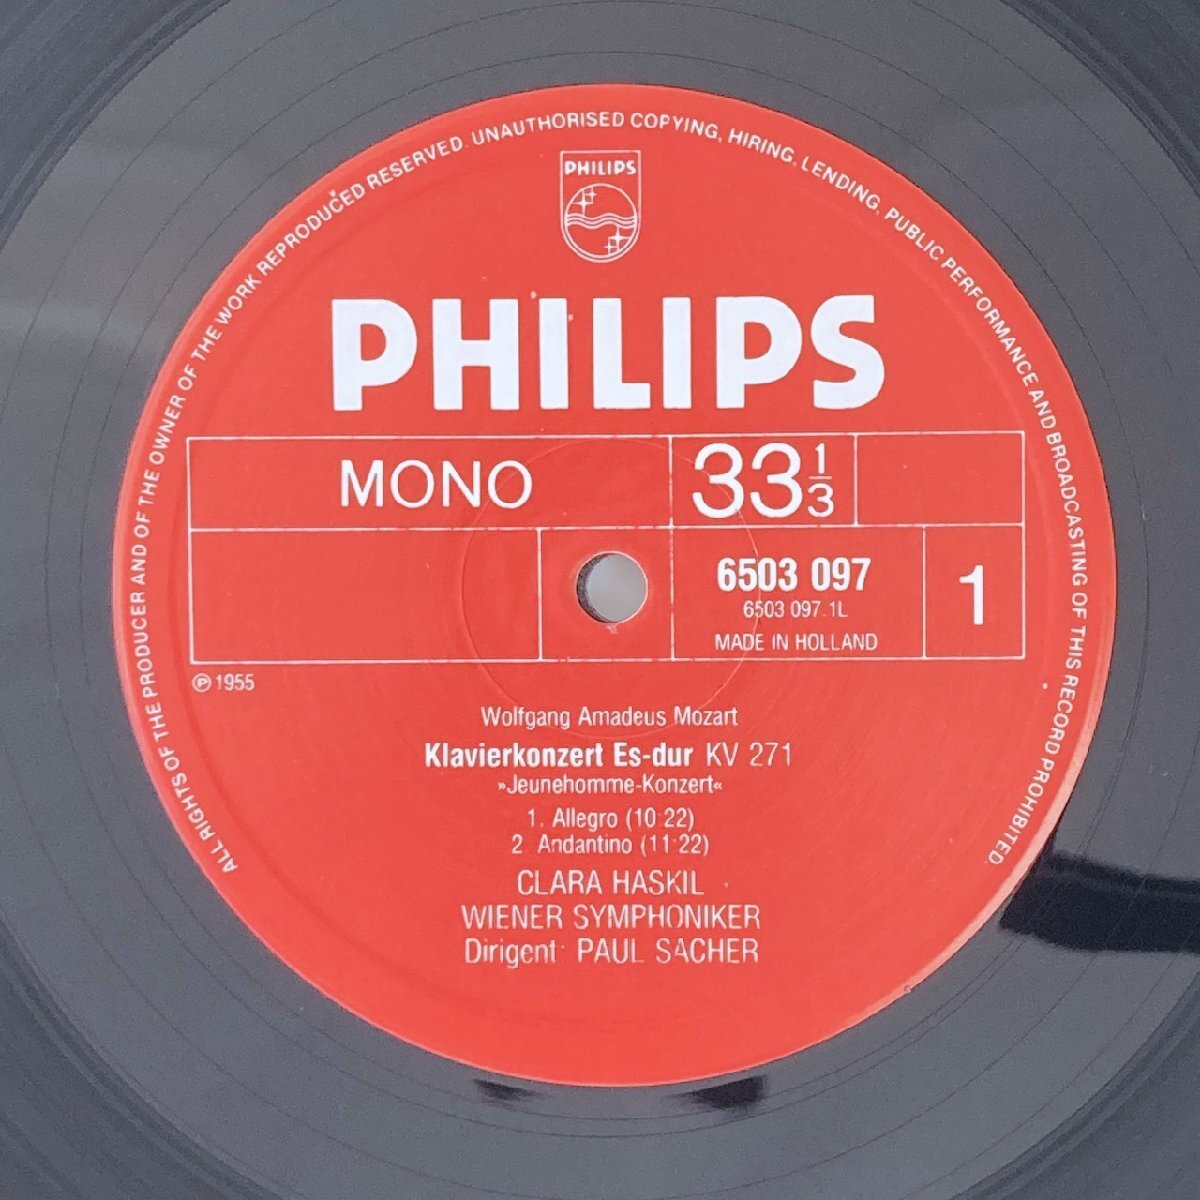 ALL RIGHTS OF THE PRODUCER AND OF THE OWNER OF THE WORK REPRODUCED RESERVED. UNAUTHORISED COPYING, HIRING, LENDING, PUBLIC PERFORMANCE AND BROADCASTING OF THIS RECORD PROHIBITED.
PHILIPS
PHILIPS
MONO 33 1/3
6503 097
6503 097.1L
MADE IN HOLLAND
1
Ⓟ 1955
Wolfgang Amadeus Mozart
Klavierkonzert Es-dur KV 271
»Jeunehomme-Konzert«
1. Allegro (10:22)
2. Andantino (11:22)
CLARA HASKIL
WIENER SYMPHONIKER
Dirigent: PAUL SACHER